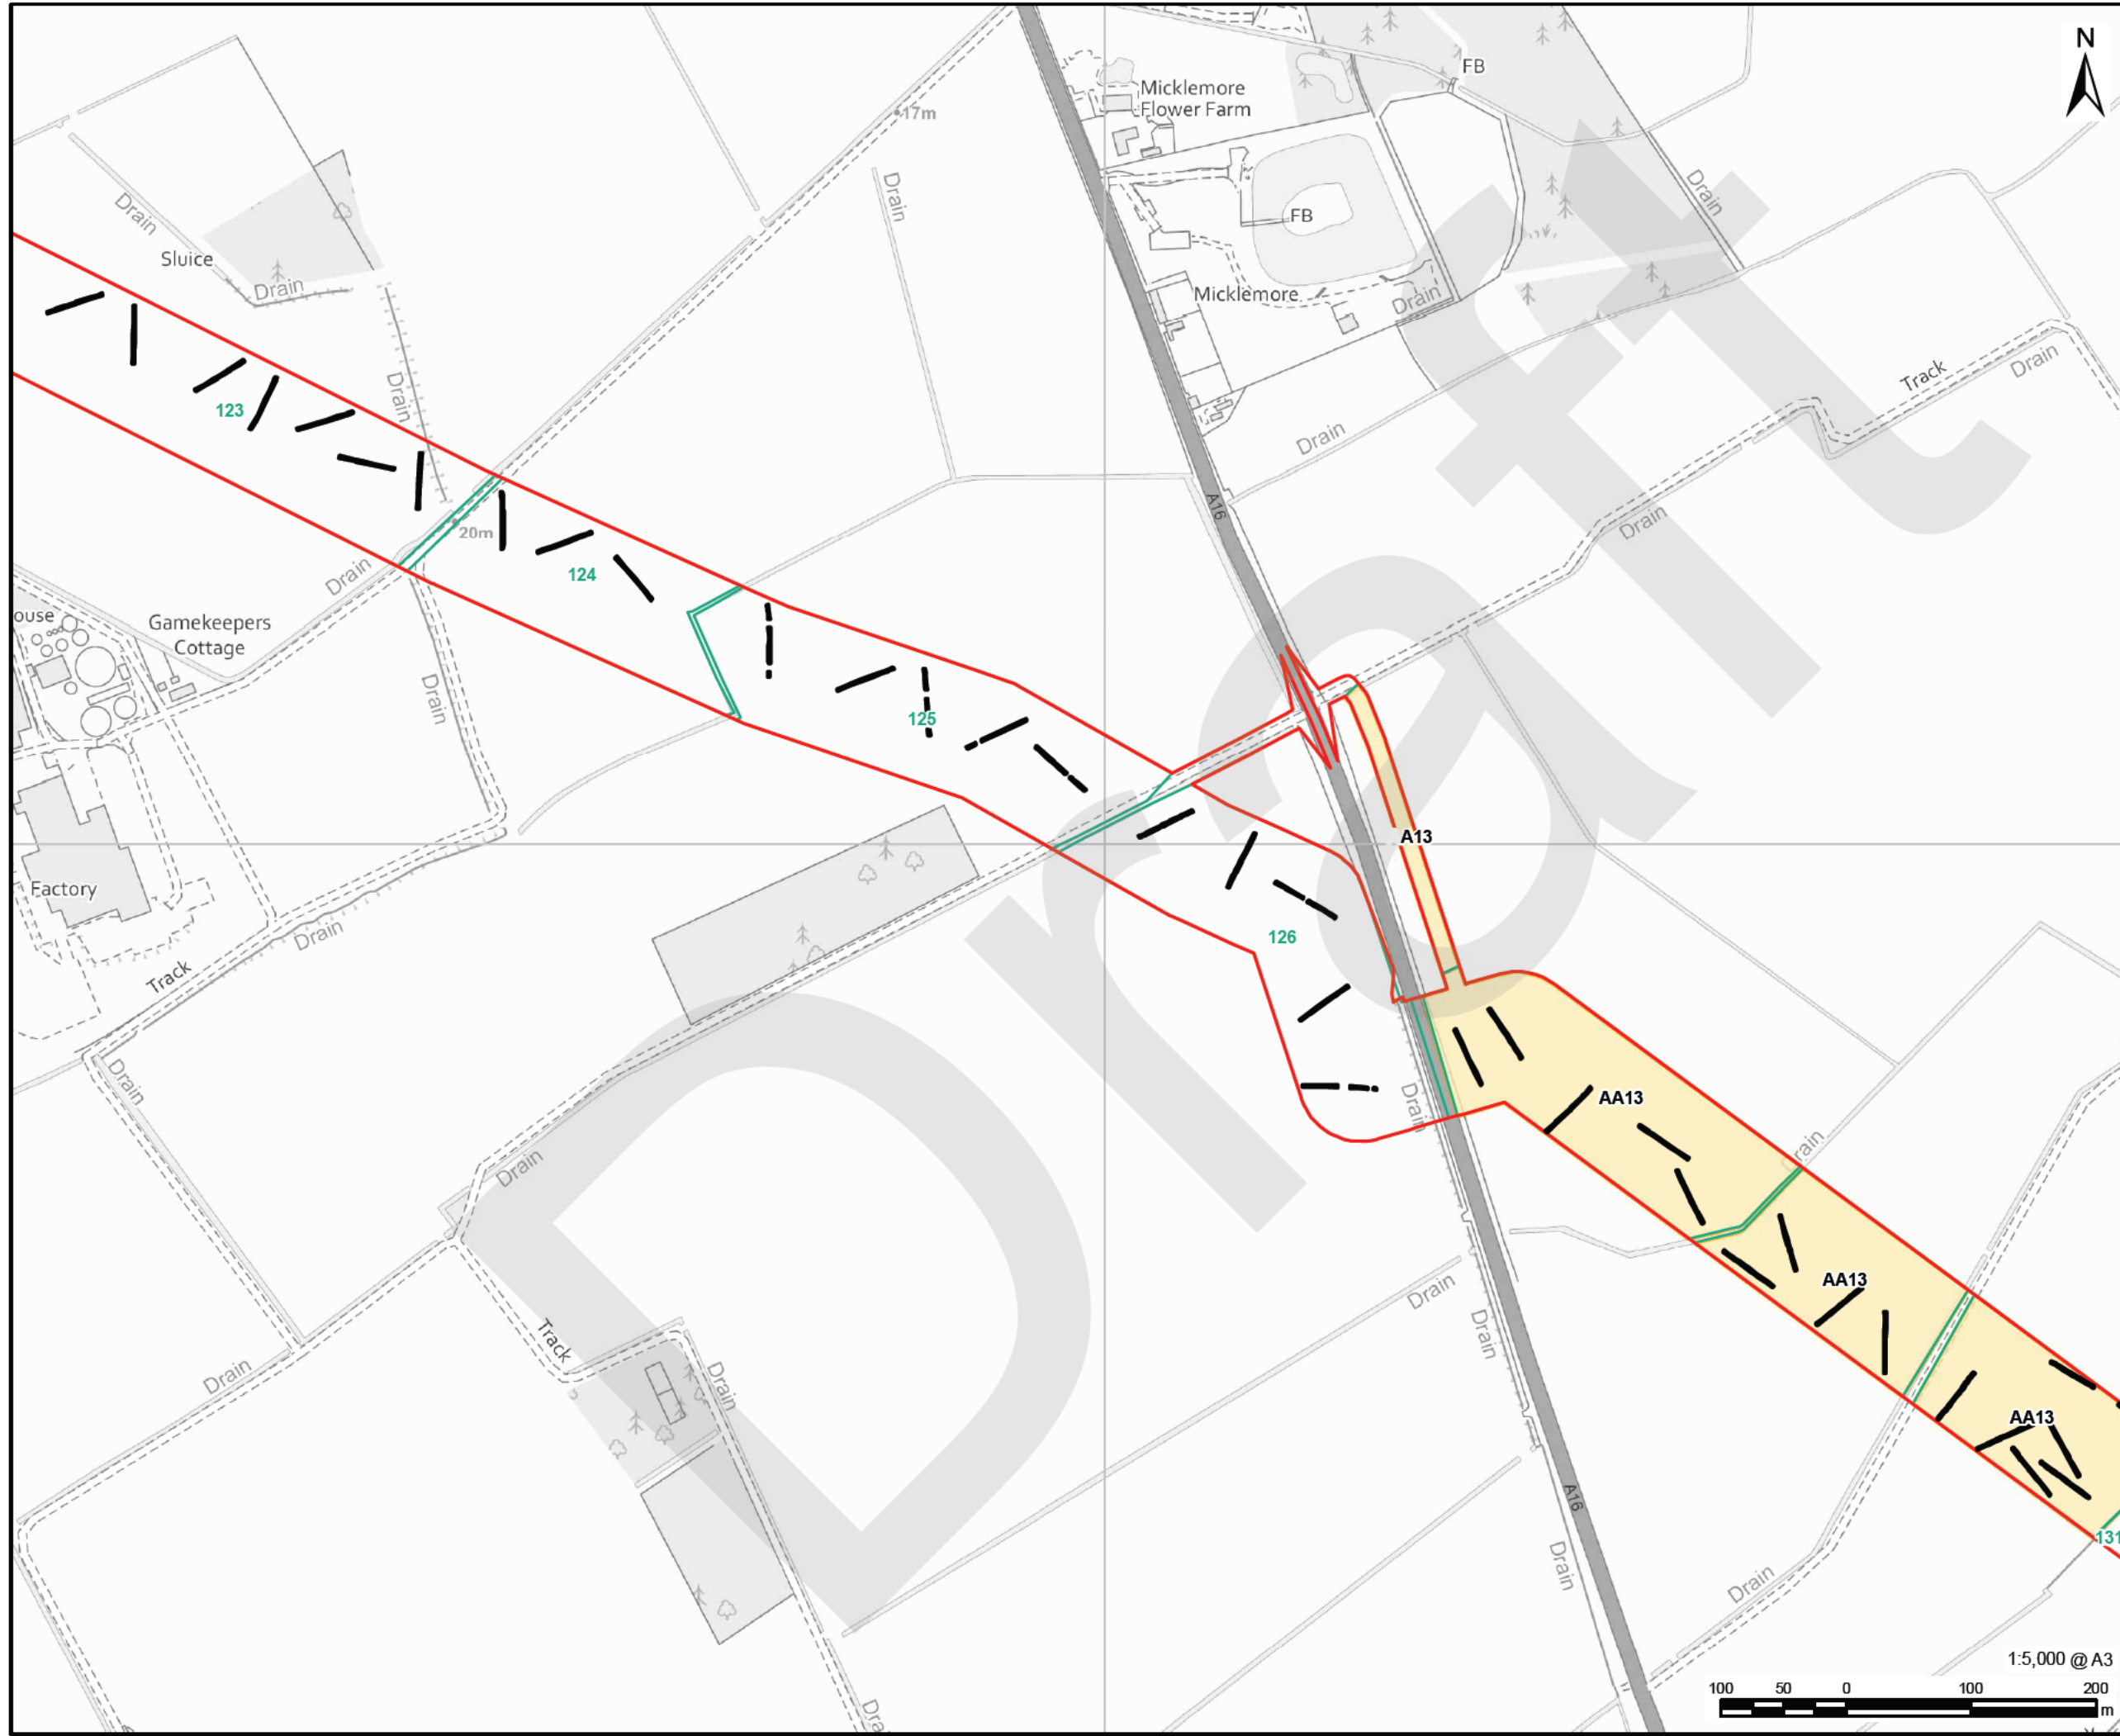 N
FB
Micklemore
Flower Farm
17m
Drain
Drain
Drain
FB
Sluice
Drain
Micklemore
Drain
Track
Drain
123
Drain
Drain
A16
20m
Drain
124
Drain
ouse
Gamekeepers
Cottage
Drain
125
A13
Factory
Drain
126
Track
Drain
Drain
AA13
rain
Drain
AA13
Drain
Drain
Track
Drain
Drain
AA13
A16
131
Drain
Drain
1:5,000 @ A3
100 50 0 100 200
m
Dra
Draft